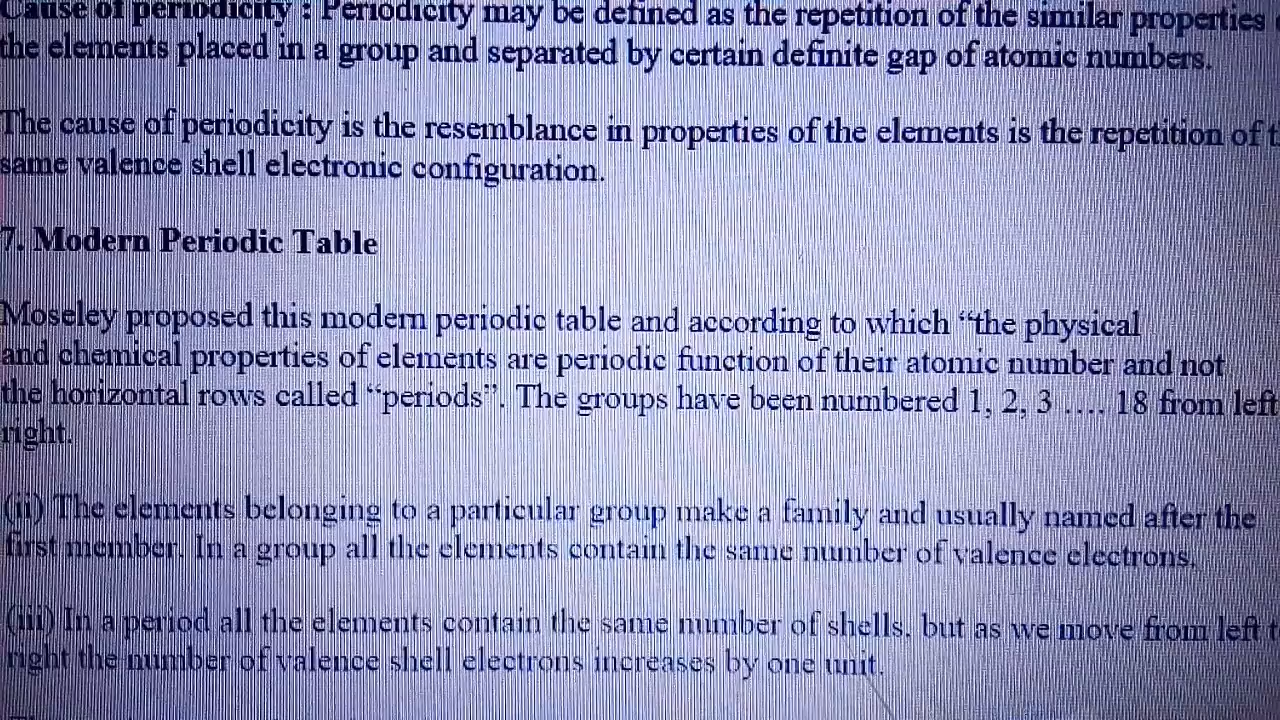 Cause of periodicity : Periodicity may be defined as the repetition of the similar properties
the elements placed in a group and separated by certain definite gap of atomic numbers.
The cause of periodicity is the resemblance in properties of the elements is the repetition of t
same valence shell electronic configuration.
7. Modern Periodic Table
Moseley proposed this modern periodic table and according to which “the physical
and chemical properties of elements are periodic function of their atomic number and not
the horizontal rows called “periods”. The groups have been numbered 1, 2, 3 …. 18 from left
right.
(ii) The elements belonging to a particular group make a family and usually named after the
first member. In a group all the elements contain the same number of valence electrons.
(iii) In a period all the elements contain the same number of shells, but as we move from left t
right the number of valence shell electrons increases by one unit.